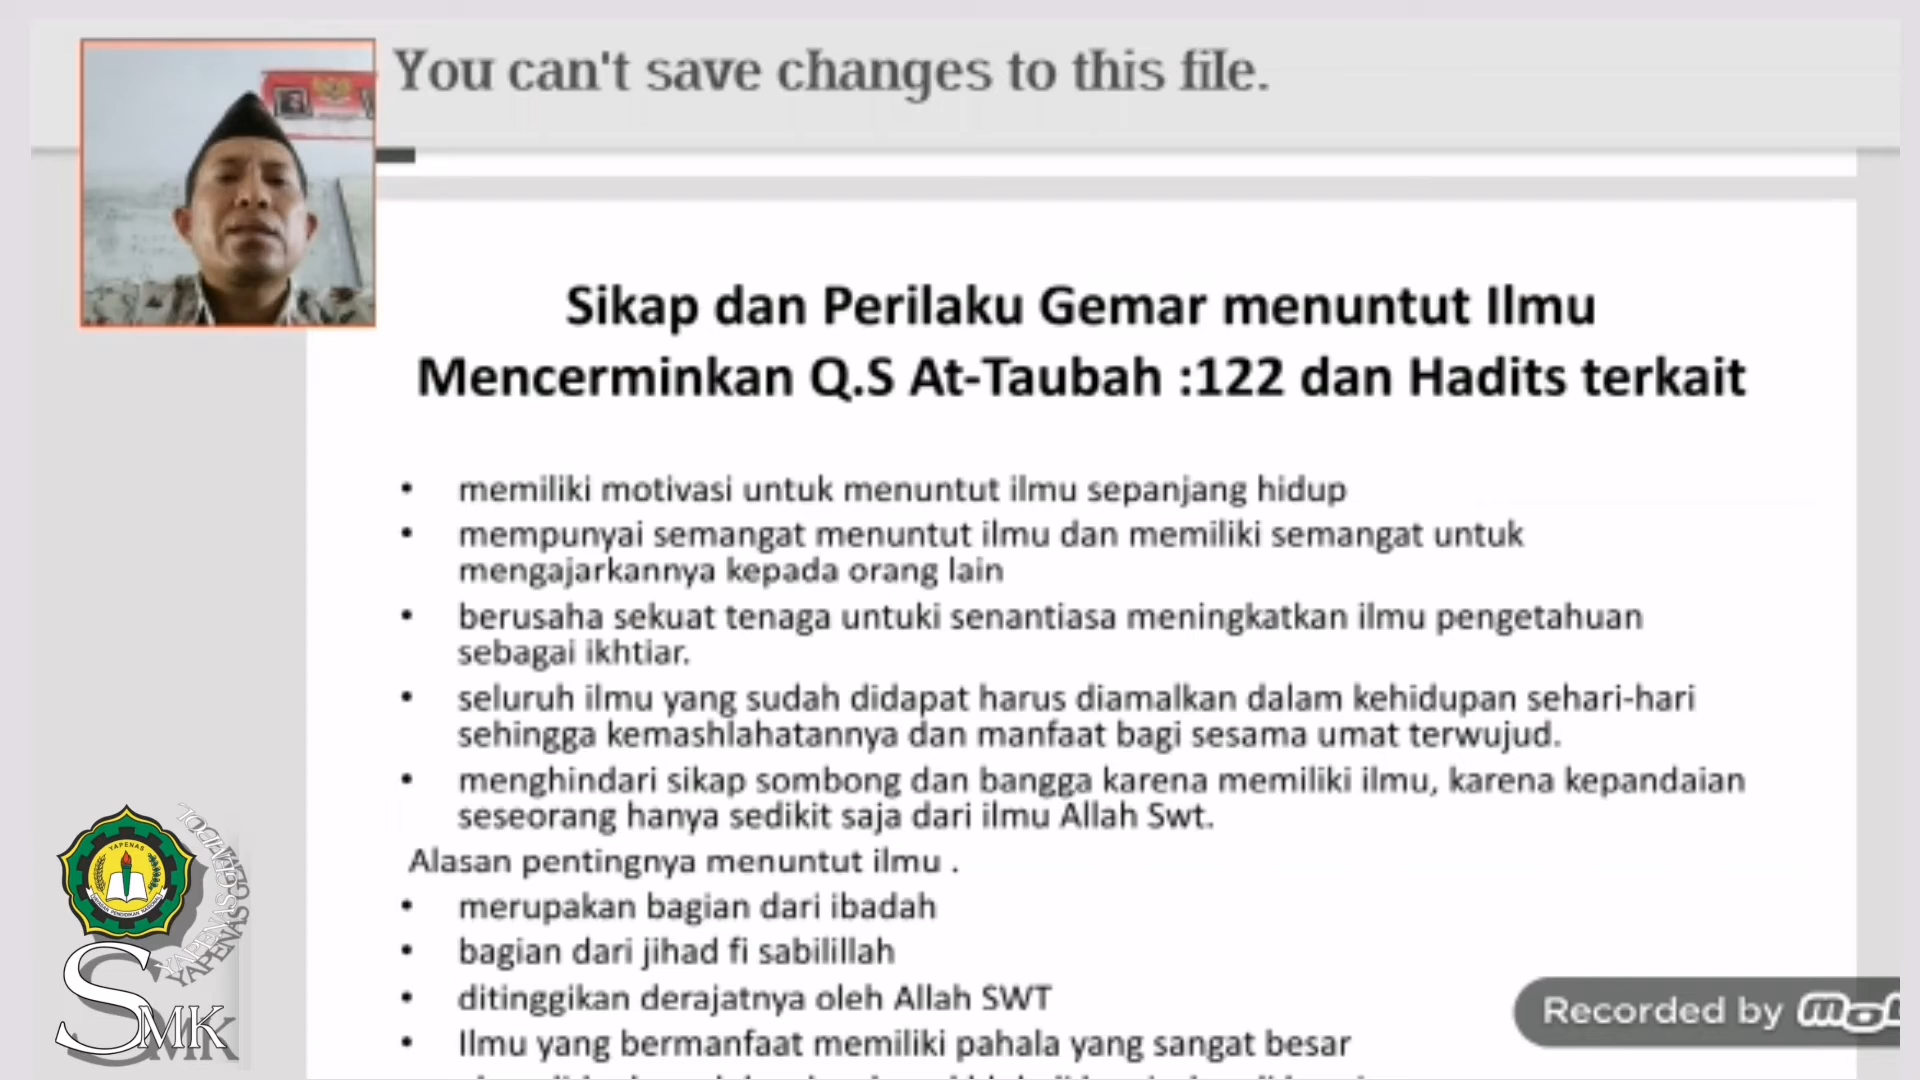 You can't save changes to this file.
Sikap dan Perilaku Gemar menuntut Ilmu
Mencerminkan Q.S At-Taubah :122 dan Hadits terkait
• memiliki motivasi untuk menuntut ilmu sepanjang hidup
• mempunyai semangat menuntut ilmu dan memiliki semangat untuk
mengajarkannya kepada orang lain
• berusaha sekuat tenaga untuki senantiasa meningkatkan ilmu pengetahuan
sebagai ikhtiar.
• seluruh ilmu yang sudah didapat harus diamalkan dalam kehidupan sehari-hari
sehingga kemashlahatannya dan manfaat bagi sesama umat terwujud.
• menghindari sikap sombong dan bangga karena memiliki ilmu, karena kepandaian
seseorang hanya sedikit saja dari ilmu Allah Swt.
Alasan pentingnya menuntut ilmu .
• merupakan bagian dari ibadah
• bagian dari jihad fi sabilillah
• ditinggikan derajatnya oleh Allah SWT
• Ilmu yang bermanfaat memiliki pahala yang sangat besar
YAPENAS
SMK
Recorded by